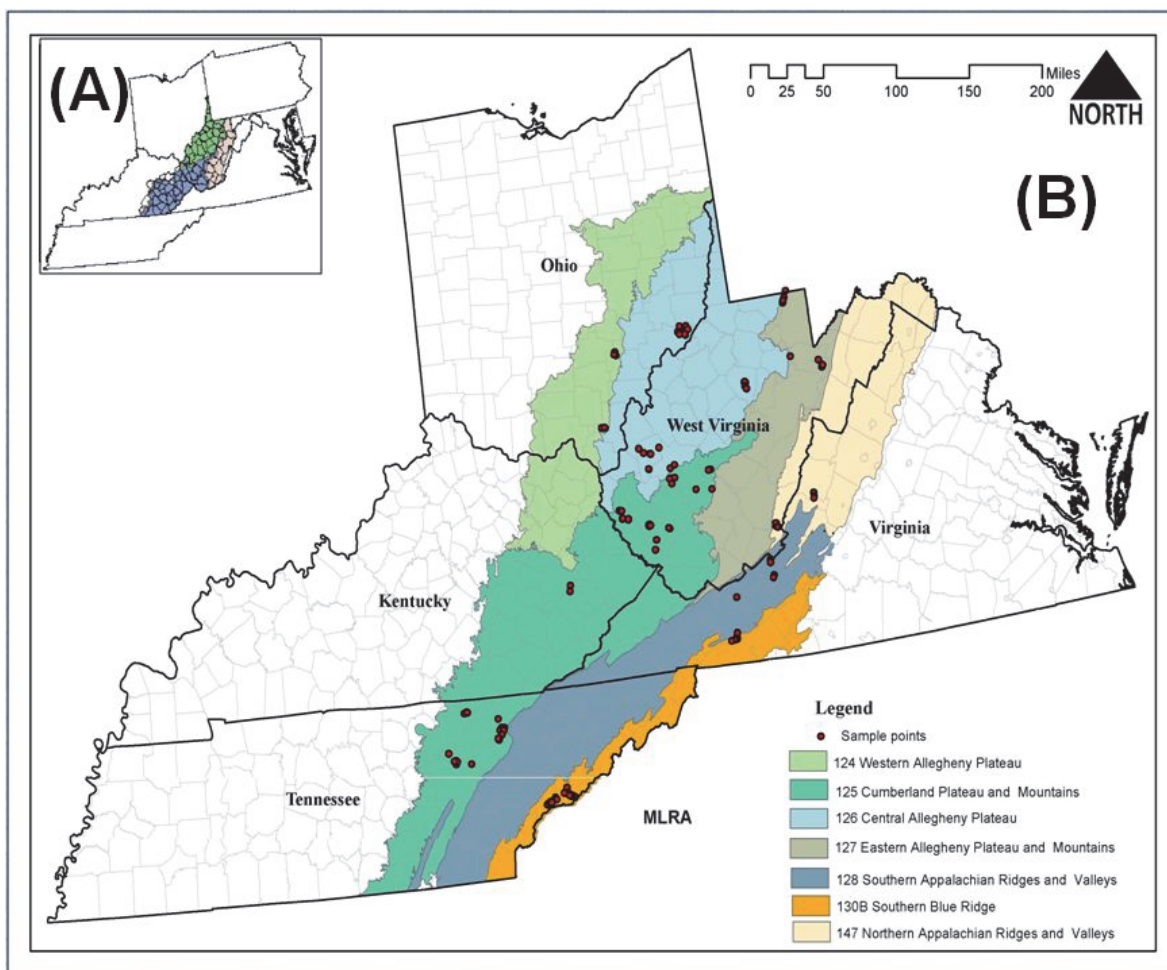 (A)
Miles
0 25 50 100 150 200
NORTH
(B)
Ohio
West Virginia
Virginia
Kentucky
Tennessee
MLRA
Legend
Sample points
124 Western Allegheny Plateau
125 Cumberland Plateau and Mountains
126 Central Allegheny Plateau
127 Eastern Allegheny Plateau and Mountains
128 Southern Appalachian Ridges and Valleys
130B Southern Blue Ridge
147 Northern Appalachian Ridges and Valleys